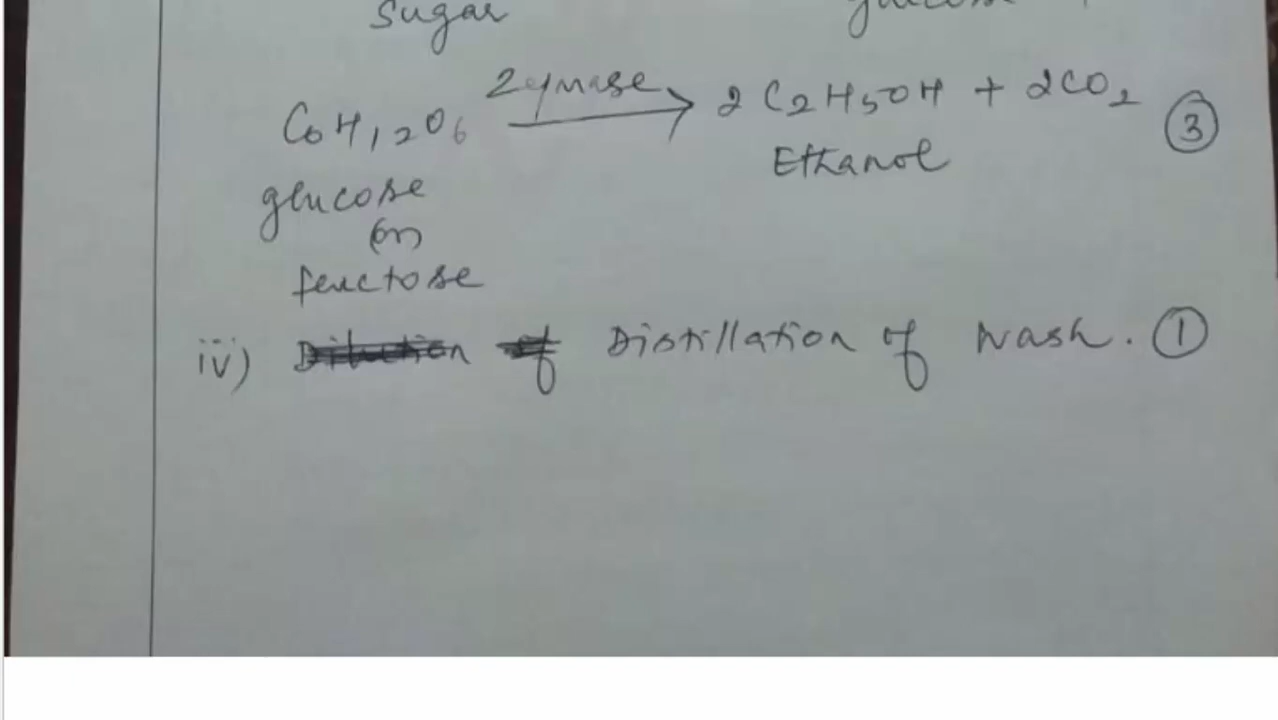 Sugar
Zymase
C6H12O6 → 2C2H5OH + 2CO2 ③
Ethanol
glucose
(or)
fructose
iv) Distillation of wash. ①